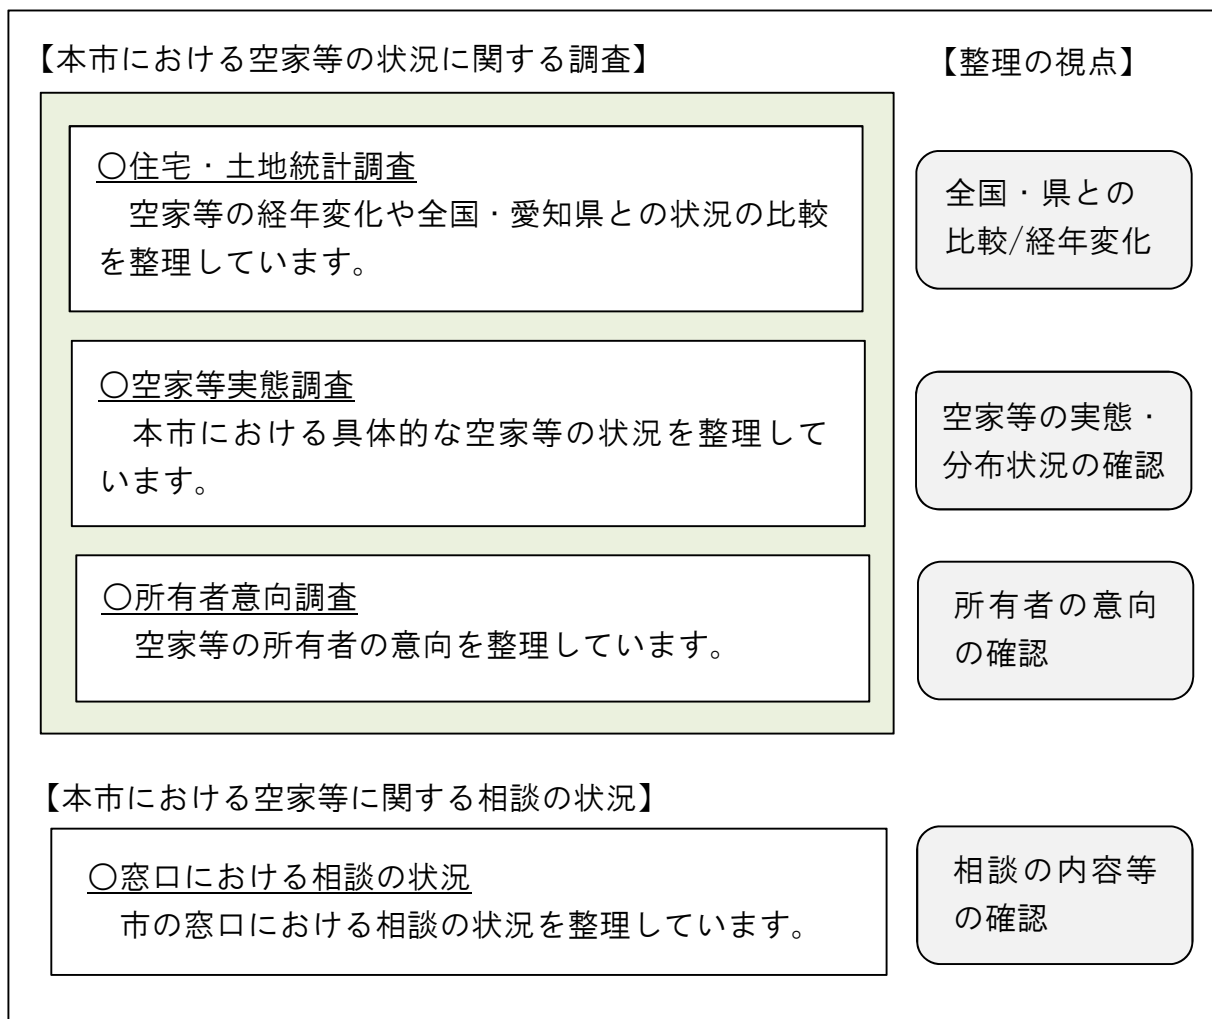 【本市における空家等の状況に関する調査】
【整理の視点】
〇住宅・土地統計調査
空家等の経年変化や全国・愛知県との状況の比較
を整理しています。
全国・県との
比較/経年変化
〇空家等実態調査
本市における具体的な空家等の状況を整理して
います。
空家等の実態・
分布状況の確認
〇所有者意向調査
空家等の所有者の意向を整理しています。
所有者の意向
の確認
【本市における空家等に関する相談の状況】
〇窓口における相談の状況
市の窓口における相談の状況を整理しています。
相談の内容等
の確認